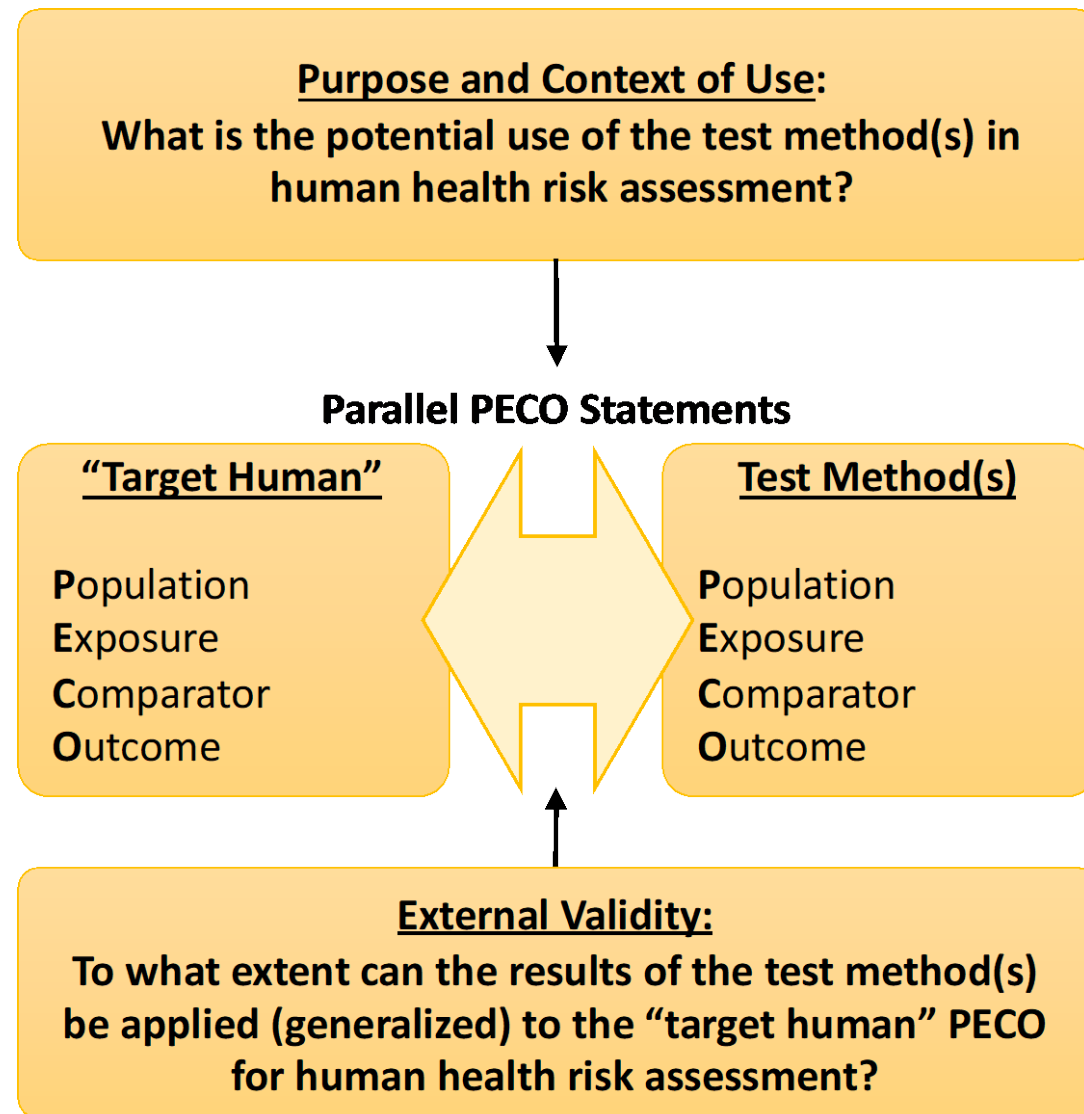 Purpose and Context of Use:
What is the potential use of the test method(s) in
human health risk assessment?
Parallel PECO Statements
“Target Human”
Population
Exposure
Comparator
Outcome
Test Method(s)
Population
Exposure
Comparator
Outcome
External Validity:
To what extent can the results of the test method(s)
be applied (generalized) to the “target human” PECO
for human health risk assessment?